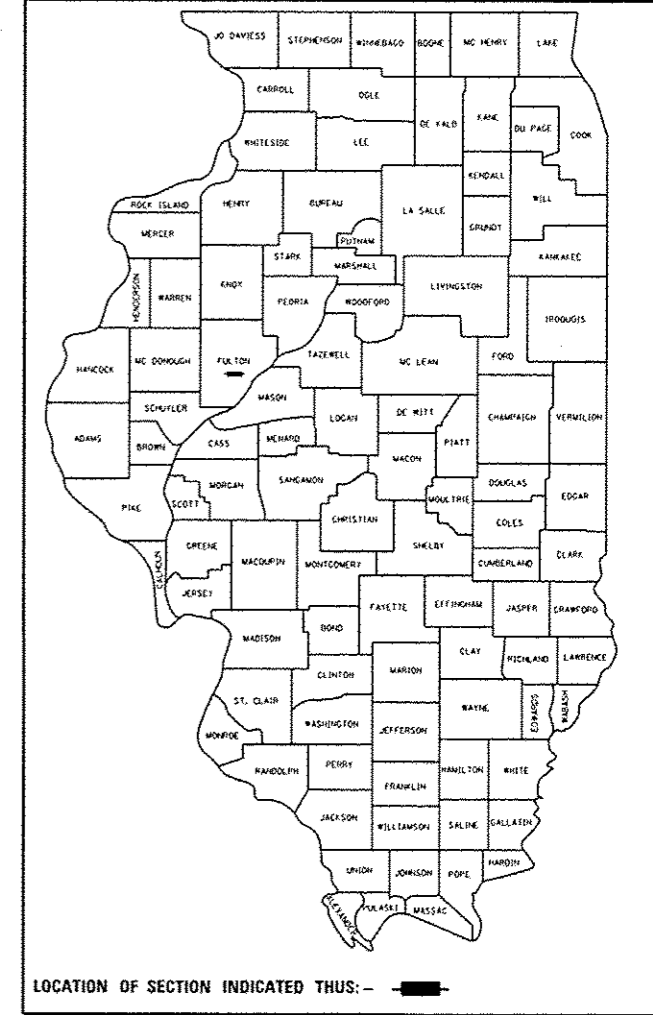 JO DAVIESS STEPHENSON WINNEBAGO BOONE MC HENRY LAKE
CARROLL OGLE DE KALB KANE DU PAGE COOK
WHITESIDE LEE KENDALL WILL
ROCK ISLAND HENRY BUREAU LA SALLE GRUNDY
MERCER PUTNAM KANKAKEE
STARK MARSHALL
HENDERSON WARREN KNOX PEORIA WOODFORD LIVINGSTON IROQUOIS
HANCOCK MC DONOUGH FULTON TAZEWELL MC LEAN FORD
SCHUYLER MASON LOGAN DE WITT CHAMPAIGN VERMILION
ADAMS BROWN CASS MENARD MACON PIATT
PIKE SCOTT MORGAN SANGAMON MOULTRIE DOUGLAS EDGAR
CHRISTIAN COLES
CALHOUN GREENE MACOUPIN MONTGOMERY SHELBY CUMBERLAND CLARK
JERSEY FAYETTE EFFINGHAM JASPER CRAWFORD
MADISON BOND CLAY RICHLAND LAWRENCE
CLINTON MARION
ST. CLAIR WASHINGTON JEFFERSON WAYNE EDWARDS WABASH
MONROE
RANDOLPH PERRY FRANKLIN HAMILTON WHITE
JACKSON WILLIAMSON SALINE GALLATIN
UNION JOHNSON POPE HARDIN
ALEXANDER PULASKI MASSAC
LOCATION OF SECTION INDICATED THUS: -